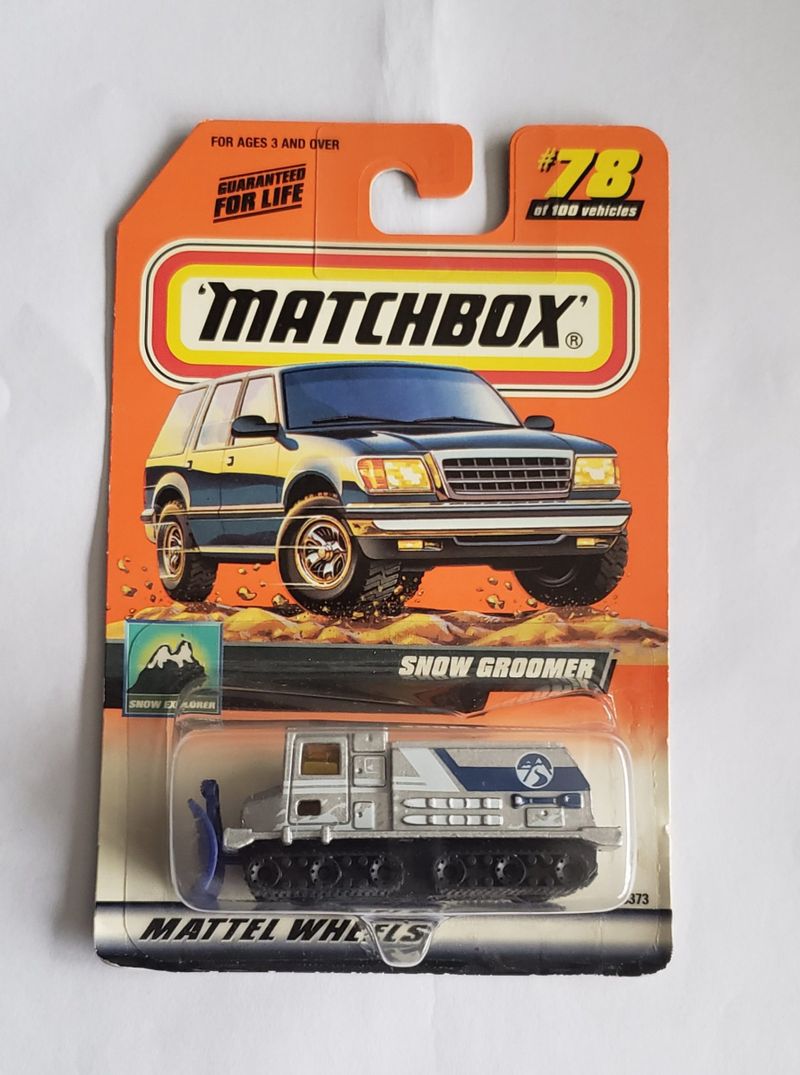 FOR AGES 3 AND OVER
GUARANTEED
FOR LIFE
#78
of 100 vehicles
'MATCHBOX'®
SNOW GROOMER
SNOW EXPLORER
373
MATTEL WHEELS